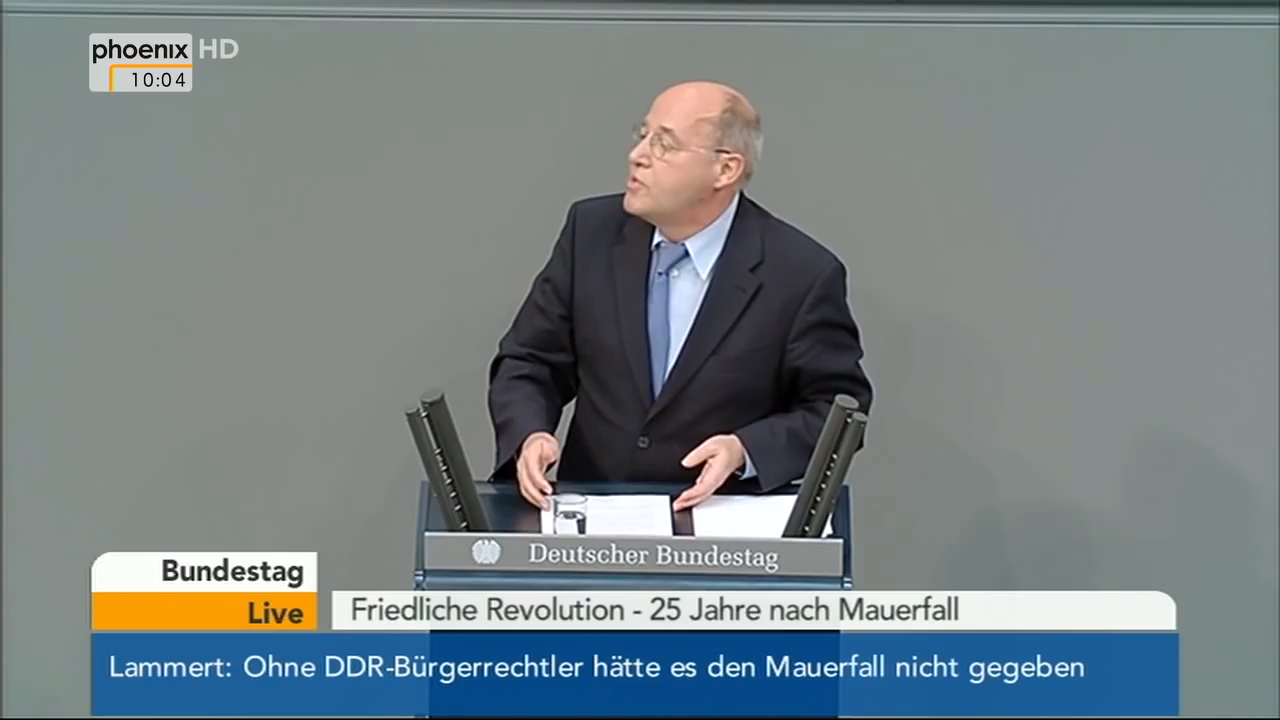 phoenix HD
10:04
Deutscher Bundestag
Bundestag
Live
Friedliche Revolution - 25 Jahre nach Mauerfall
Lammert: Ohne DDR-Bürgerrechtler hätte es den Mauerfall nicht gegeben